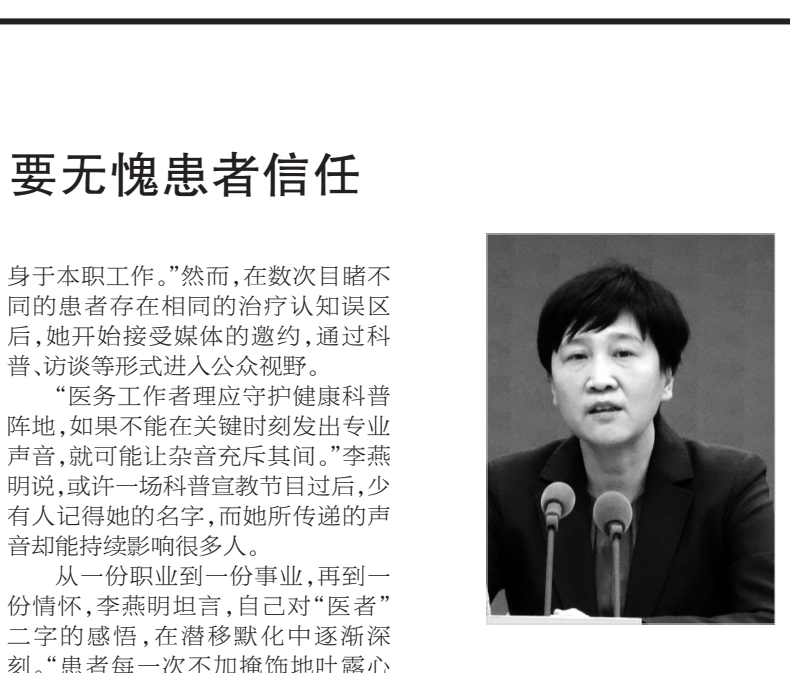 要无愧患者信任
身于本职工作。”然而，在数次目睹不
同的患者存在相同的治疗认知误区
后，她开始接受媒体的邀约，通过科
普、访谈等形式进入公众视野。
“医务工作者理应守护健康科普
阵地，如果不能在关键时刻发出专业
声音，就可能让杂音充斥其间。”李燕
明说，或许一场科普宣教节目过后，少
有人记得她的名字，而她所传递的声
音却能持续影响很多人。
从一份职业到一份事业，再到一
份情怀，李燕明坦言，自己对“医者”
二字的感悟，在潜移默化中逐渐深
刻。“患者每一次不加掩饰地吐露心